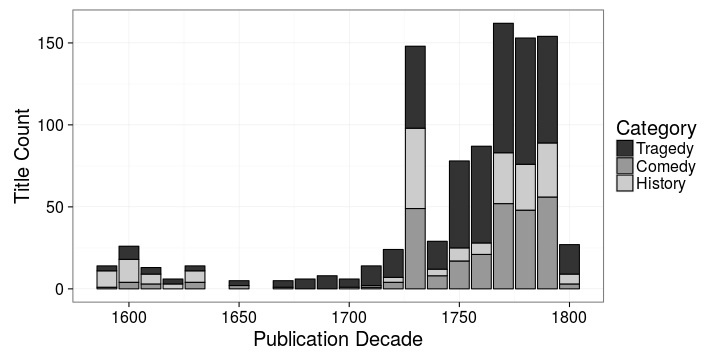 150
100
50
0
Title Count
1600 1650 1700 1750 1800
Publication Decade
Category
Tragedy
Comedy
History